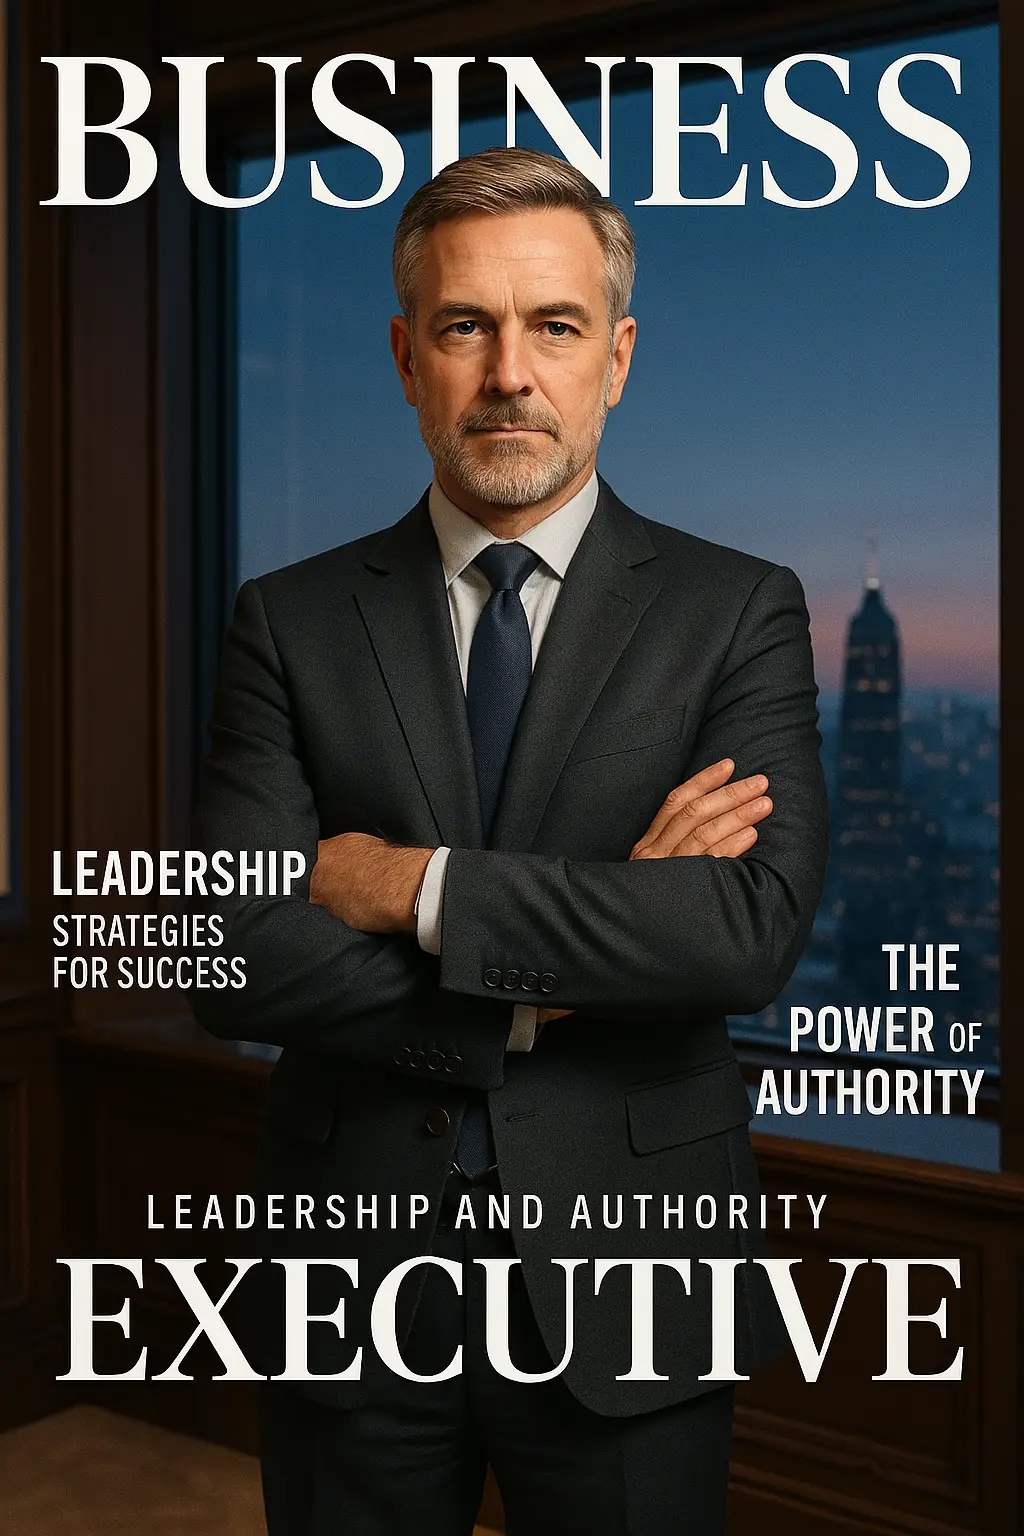 BUSINESS
LEADERSHIP
STRATEGIES
FOR SUCCESS
THE
POWER OF
AUTHORITY
LEADERSHIP AND AUTHORITY
EXECUTIVE